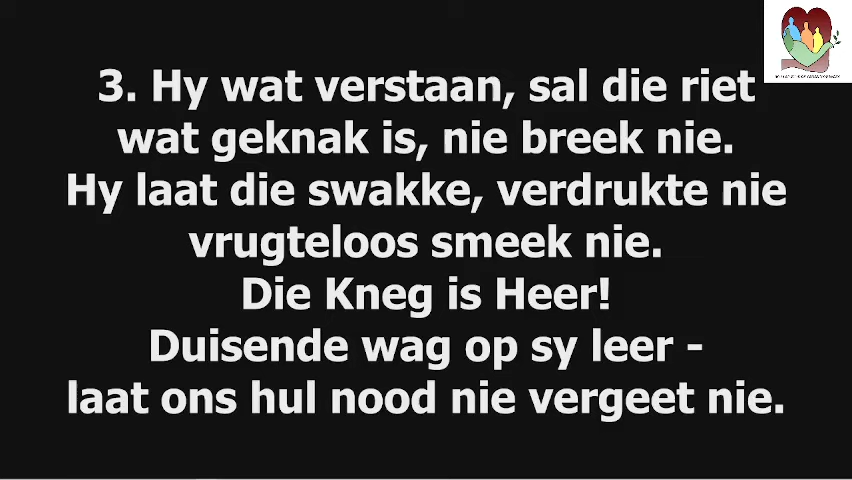 3. Hy wat verstaan, sal die riet
wat geknak is, nie breek nie.
Hy laat die swakke, verdrukte nie
vrugteloos smeek nie.
Die Kneg is Heer!
Duisende wag op sy leer -
laat ons hul nood nie vergeet nie.